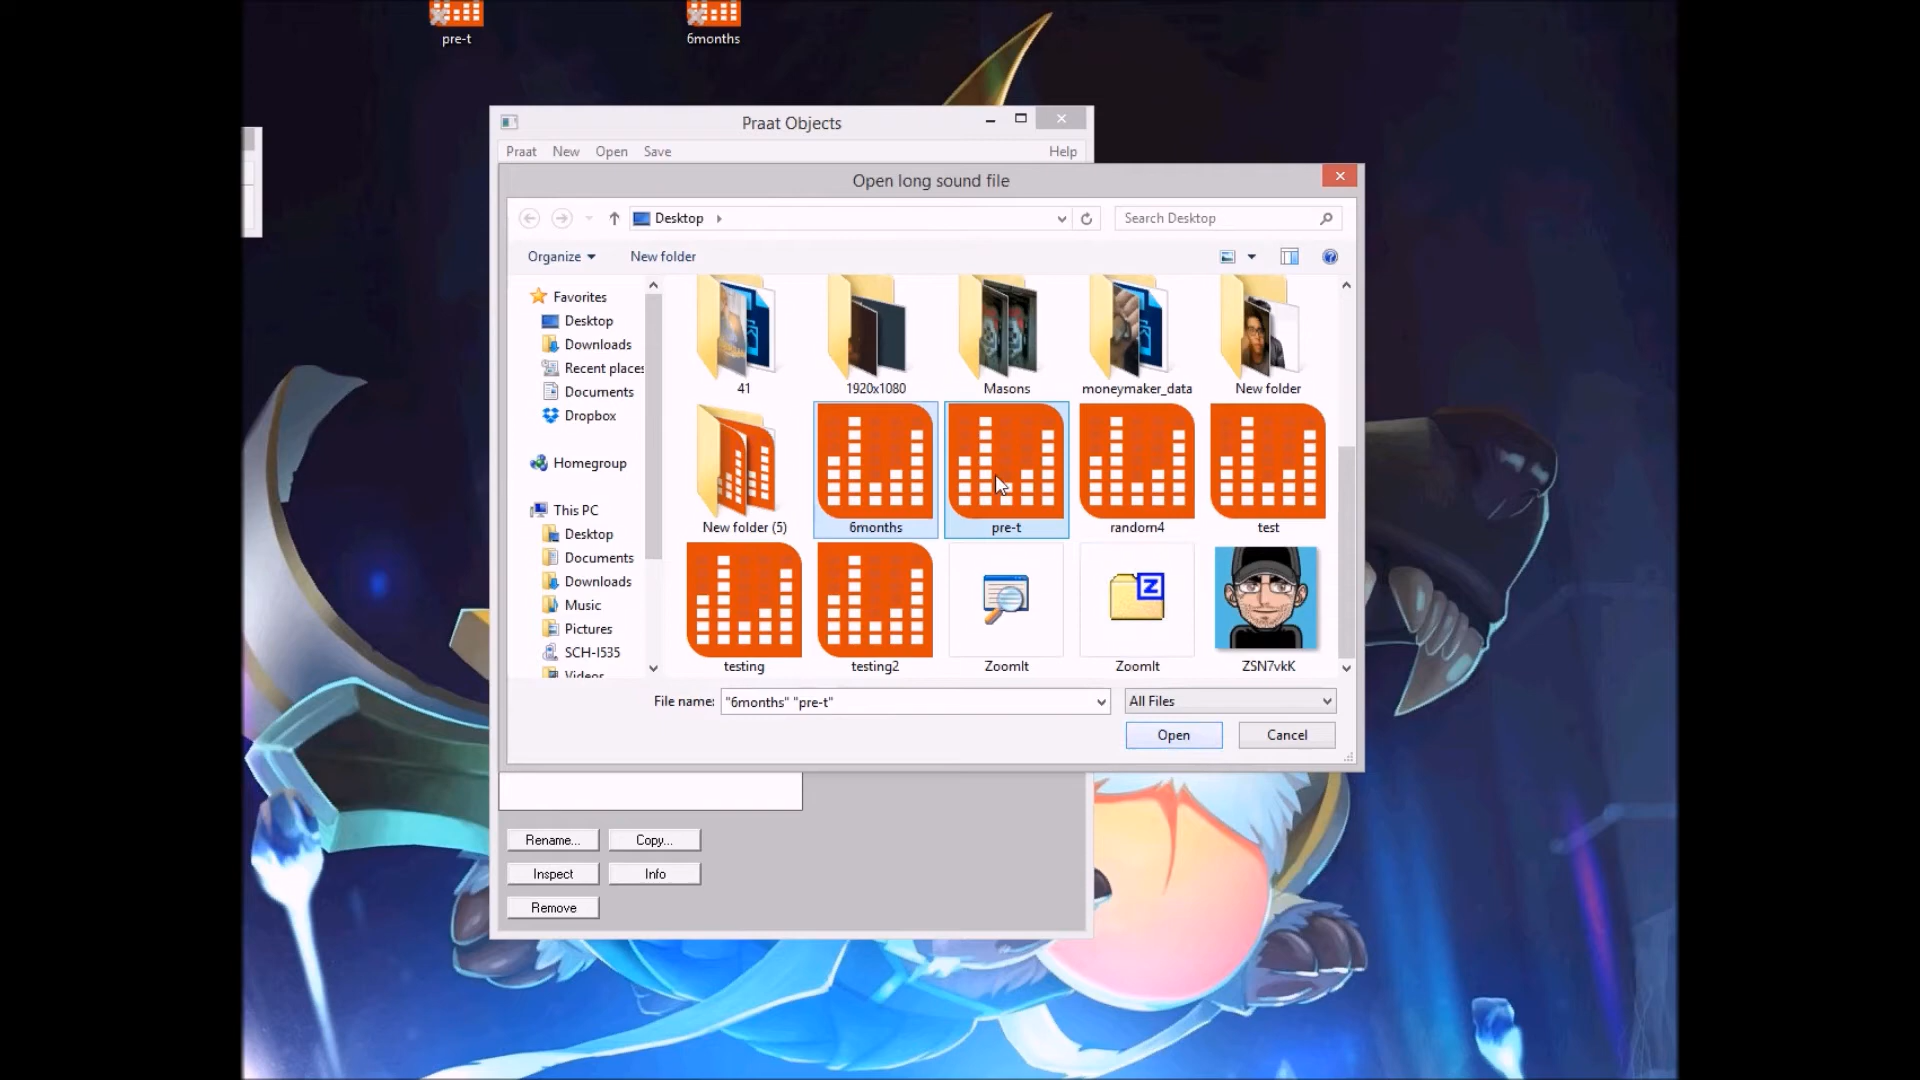 pre-t
6months
Praat Objects
Praat New Open Save Help
Open long sound file
Desktop
Search Desktop
Organize New folder
Favorites
Desktop
Downloads
Recent places
Documents
Dropbox
Homegroup
This PC
Desktop
Documents
Downloads
Music
Pictures
SCH-I535
Videos
41
1920x1080
Masons
moneymaker_data
New folder
New folder (5)
6months
pre-t
random4
test
testing
testing2
ZoomIt
ZoomIt
ZSN7vkK
File name: "6months" "pre-t"
All Files
Open Cancel
Rename... Copy...
Inspect Info
Remove